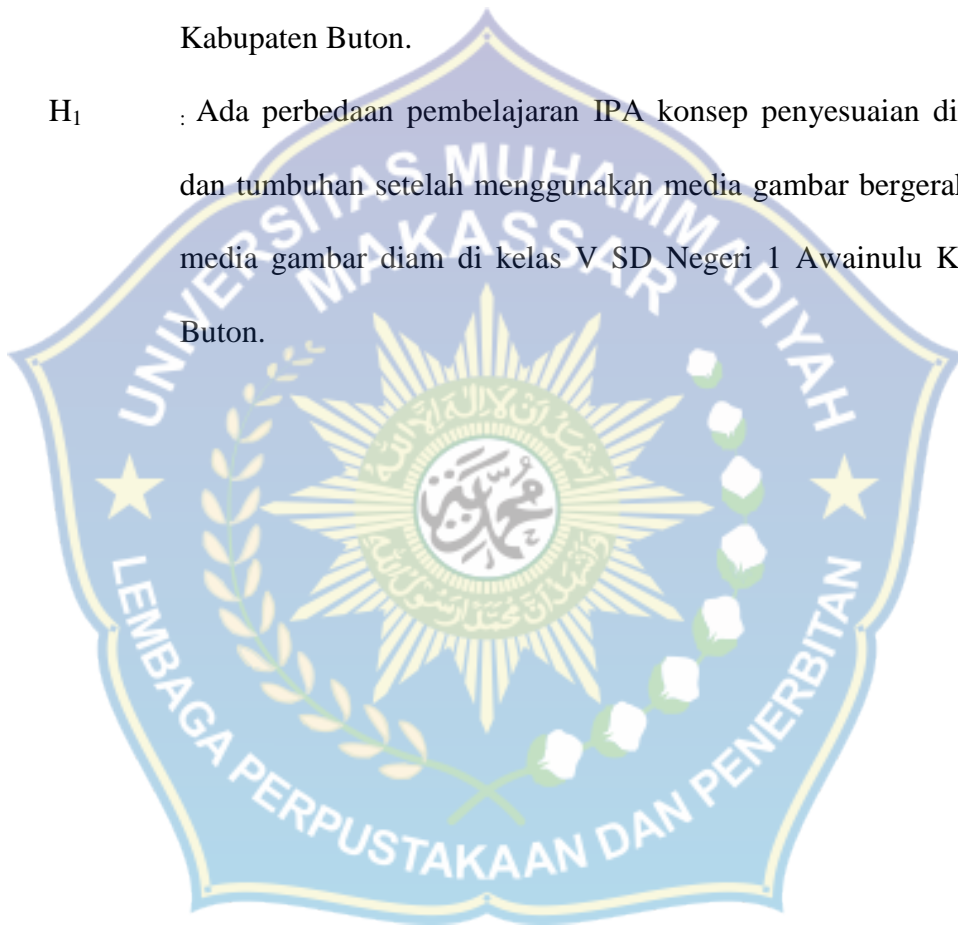 Kabupaten Buton.
H₁ : Ada perbedaan pembelajaran IPA konsep penyesuaian di
dan tumbuhan setelah menggunakan media gambar bergerak
media gambar diam di kelas V SD Negeri 1 Awainulu K
Buton.
UNIVERSITAS MUHAMMADIYAH
MAKASSAR
LEMBAGA PERPUSTAKAAN DAN PENERBITAN